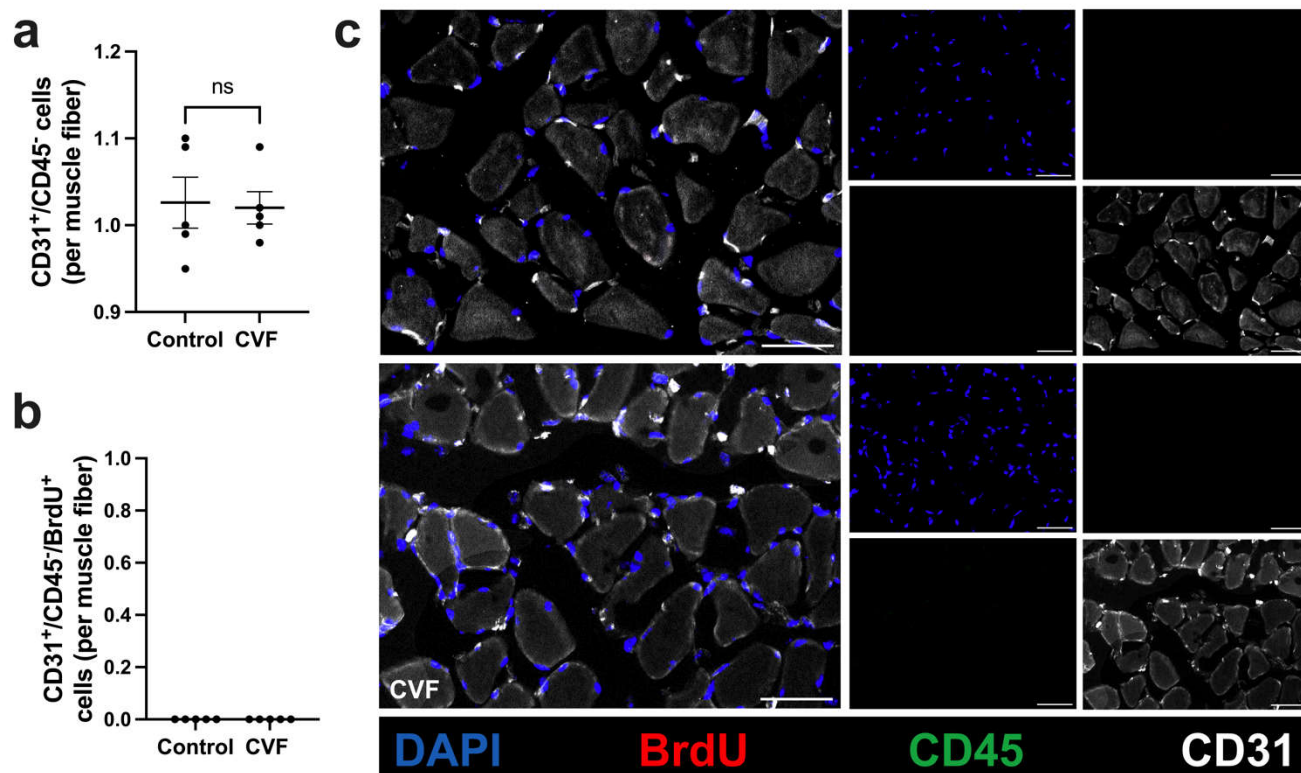 a
CD31⁺/CD45⁻ cells
(per muscle fiber)
1.2
1.1
1.0
0.9
ns
Control CVF
b
CD31⁺/CD45⁻/BrdU⁺
cells (per muscle fiber)
1.0
0.8
0.6
0.4
0.2
0.0
Control CVF
c
CVF
DAPI BrdU CD45 CD31